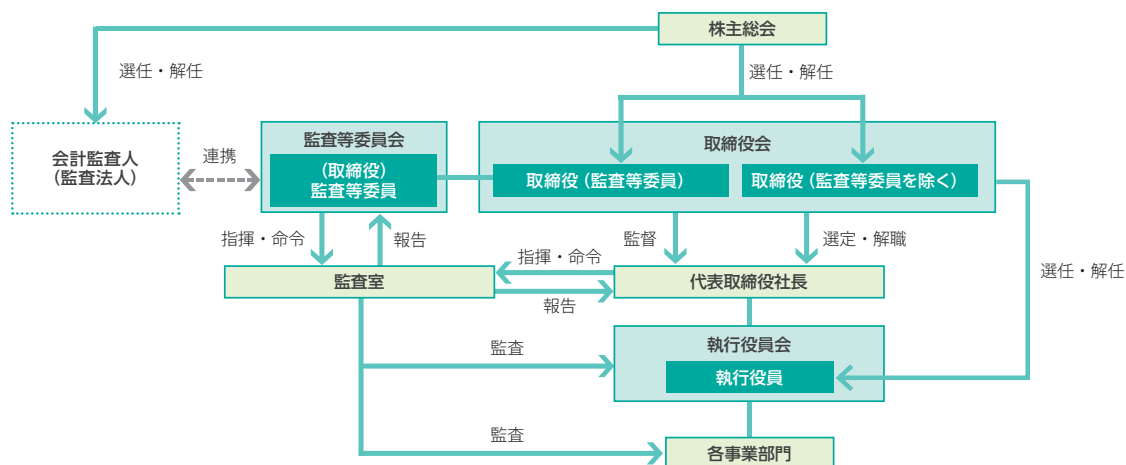 株主総会
選任・解任
選任・解任
会計監査人
(監査法人)
連携
監査等委員会
(取締役)
監査等委員
取締役会
取締役(監査等委員)
取締役(監査等委員を除く)
指揮・命令
報告
監督
選定・解職
指揮・命令
選任・解任
監査室
報告
代表取締役社長
監査
執行役員会
執行役員
監査
各事業部門